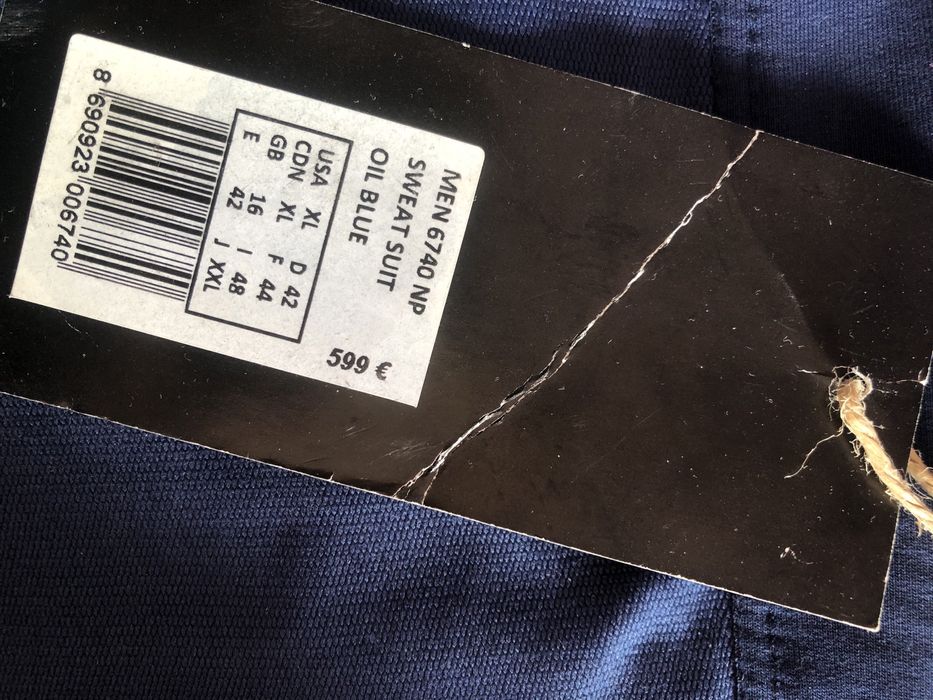 MEN 6740 NP
SWEAT SUIT
OIL BLUE
599 €
USA XL D 42
CDN XL F 44
GB 16 I 48
E 42 J XXL
8 690923 006740